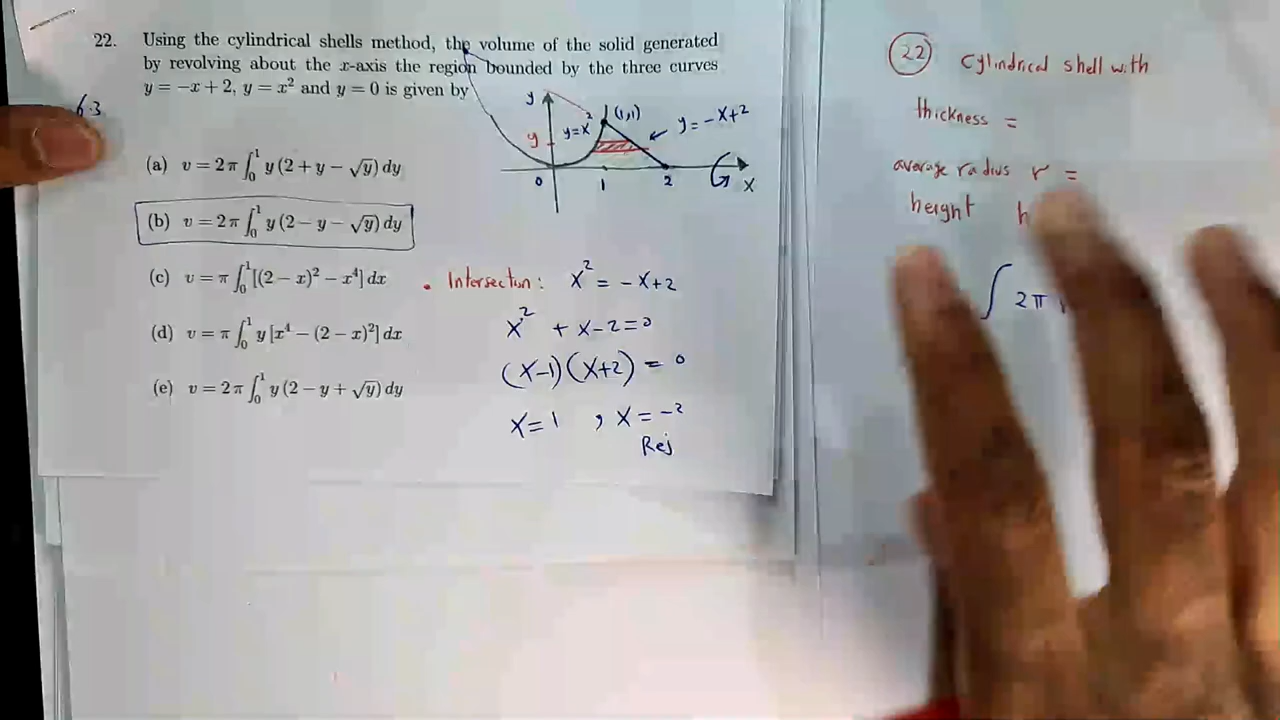 22. Using the cylindrical shells method, the volume of the solid generated
by revolving about the x-axis the region bounded by the three curves
y = −x + 2, y = x² and y = 0 is given by
6.3
(a) v = 2π ∫₀¹ y (2 + y − √y) dy
(b) v = 2π ∫₀¹ y (2 − y − √y) dy
(c) v = π ∫₀¹ [(2 − x)² − x⁴] dx
(d) v = π ∫₀¹ y [x⁴ − (2 − x)²] dx
(e) v = 2π ∫₀¹ y (2 − y + √y) dy
y
y=x²
(1,1)
y = -x+2
y
0
1
2
x
. Intersection: x² = -x+2
x² + x-2=0
(x-1)(x+2) = 0
x=1 , x=-2
Rej
22 Cylindrical shell with
thickness =
average radius r =
height h
∫ 2π